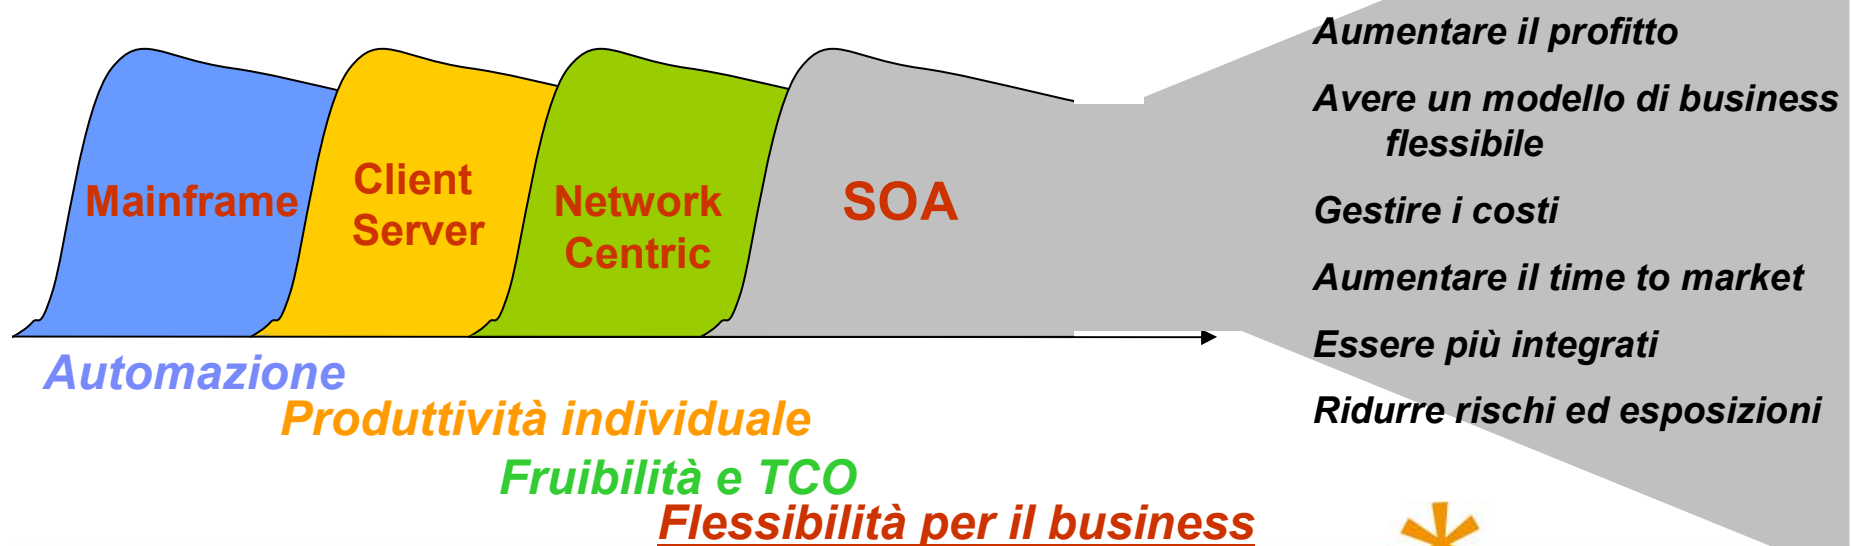 Mainframe
Client
Server
Network
Centric
SOA
Automazione
Produttività individuale
Fruibilità e TCO
Flessibilità per il business
Aumentare il profitto
Avere un modello di business
flessibile
Gestire i costi
Aumentare il time to market
Essere più integrati
Ridurre rischi ed esposizioni